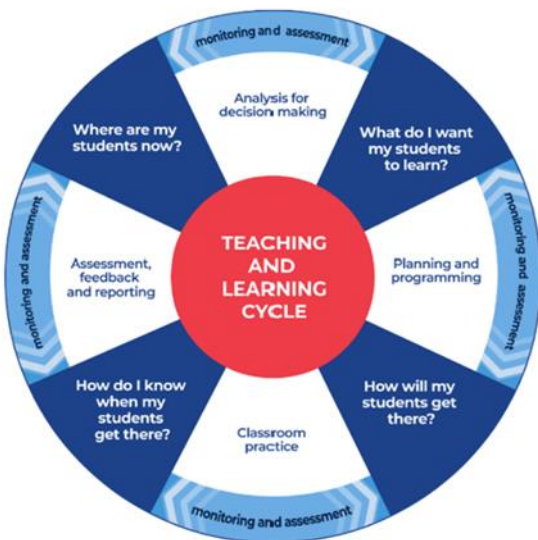 monitoring and assessment
Analysis for
decision making
Where are my
students now?
What do I want
my students
to learn?
monitoring and assessment
monitoring and assessment
TEACHING
AND
LEARNING
CYCLE
Assessment,
feedback
and reporting
Planning and
programming
How do I know
when my
students
get there?
How will my
students get
there?
Classroom
practice
monitoring and assessment